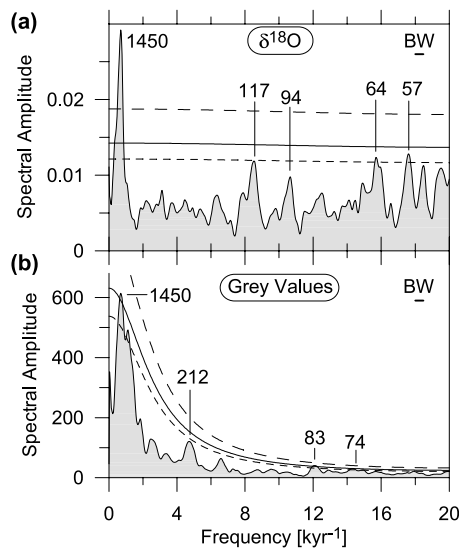 (a)
1450
δ18O
BW
117
94
64
57
0.02
0.01
0.00
Spectral Amplitude
(b)
Grey Values
BW
1450
212
83
74
600
400
200
0
Spectral Amplitude
0 4 8 12 16 20
Frequency [kyr-1]